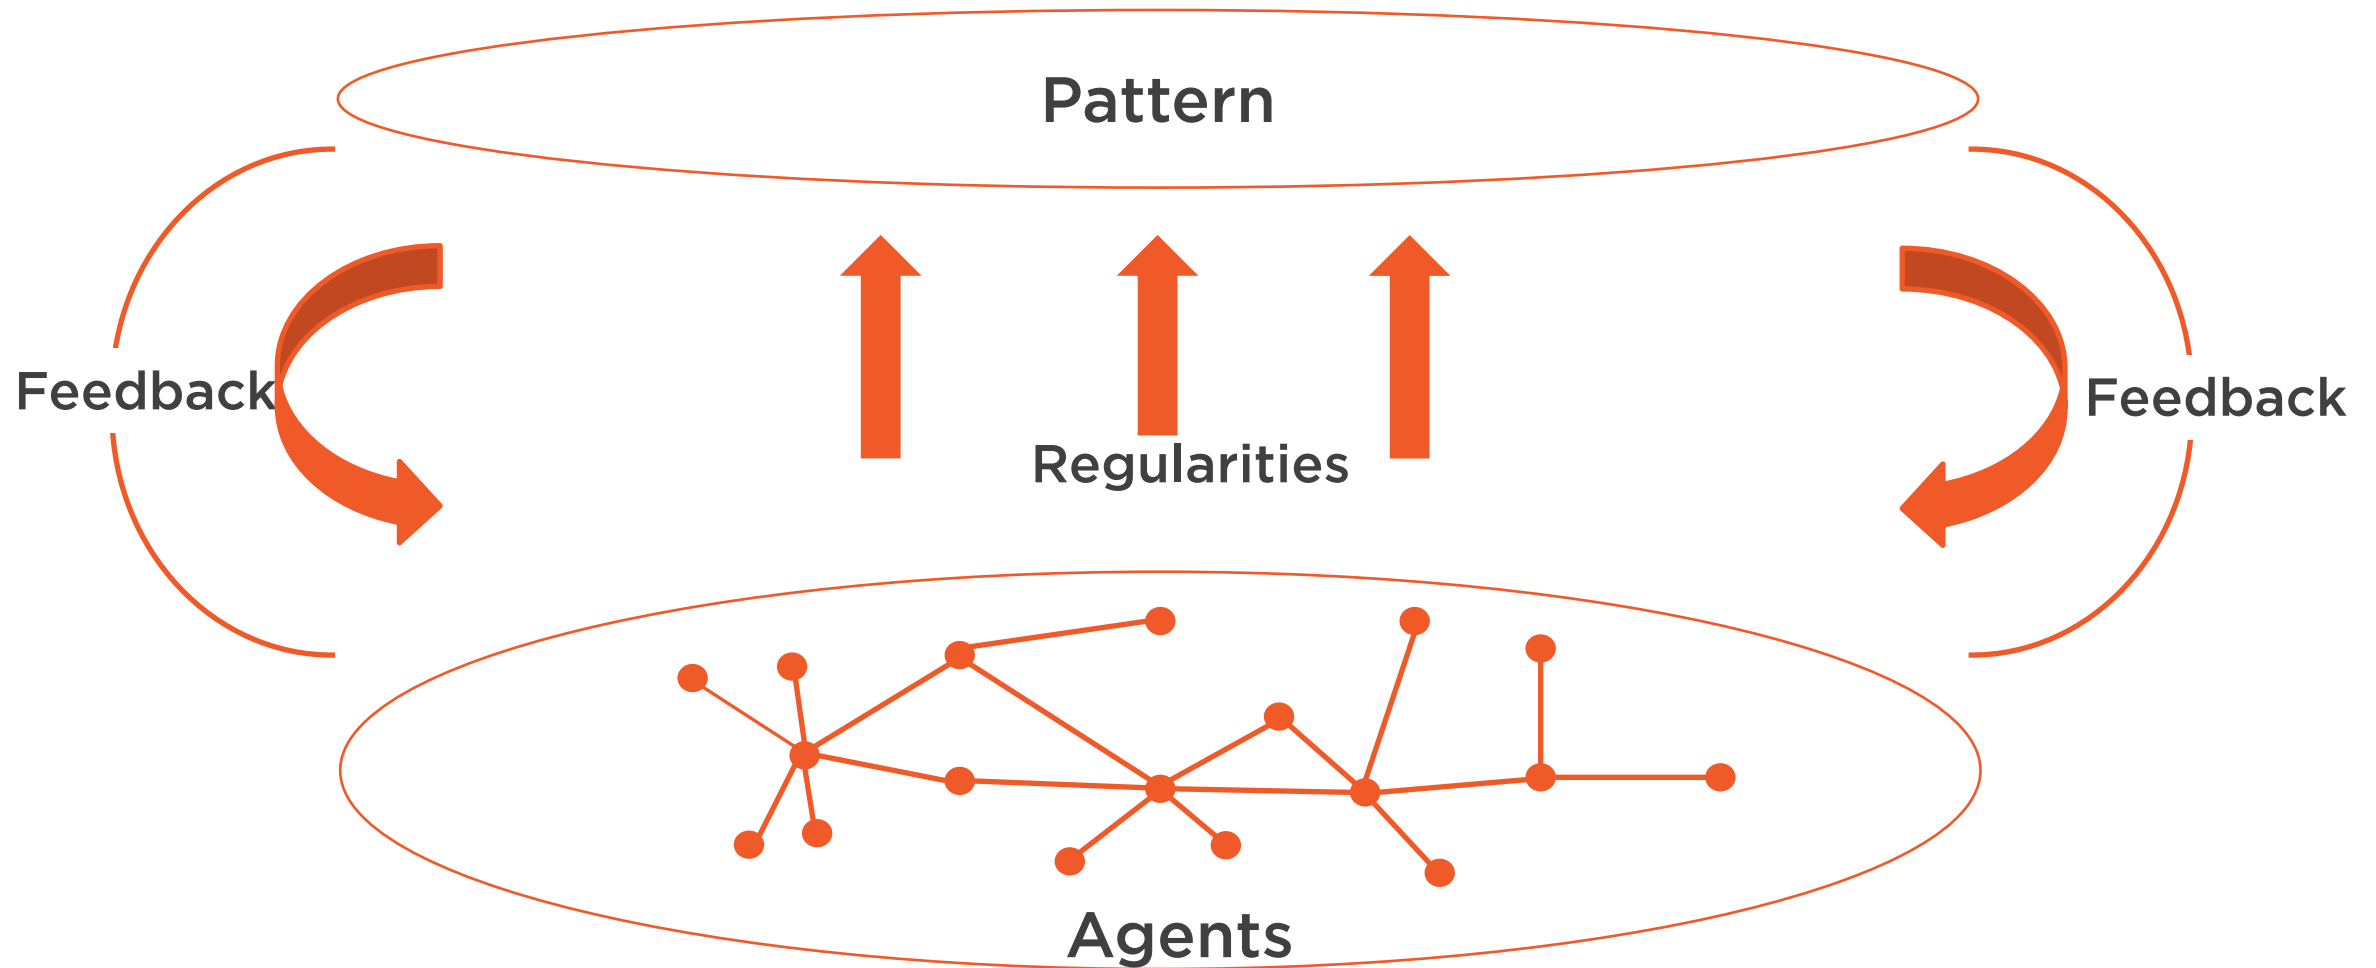 Pattern
Feedback
Feedback
Regularities
Agents